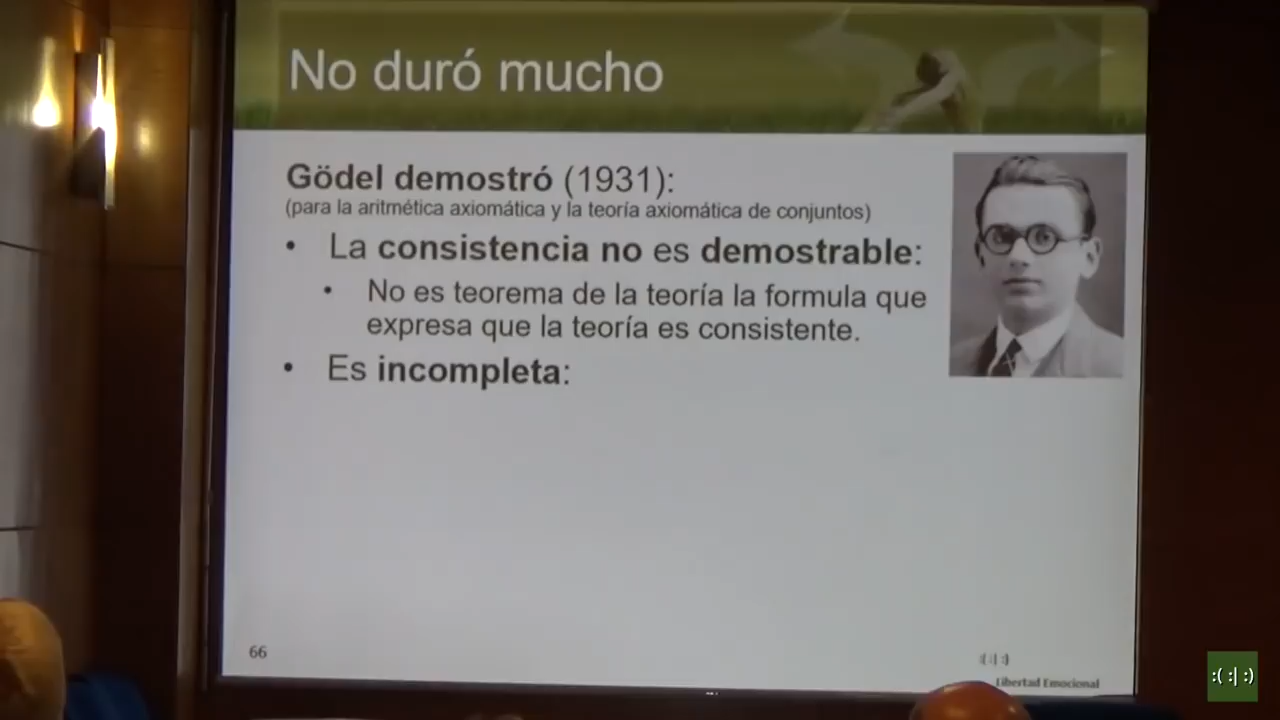 No duró mucho
Gödel demostró (1931):
(para la aritmética axiomática y la teoría axiomática de conjuntos)
• La consistencia no es demostrable:
• No es teorema de la teoría la formula que
expresa que la teoría es consistente.
• Es incompleta:
66
:( :| :)
Libertad Emocional
:( :| :)